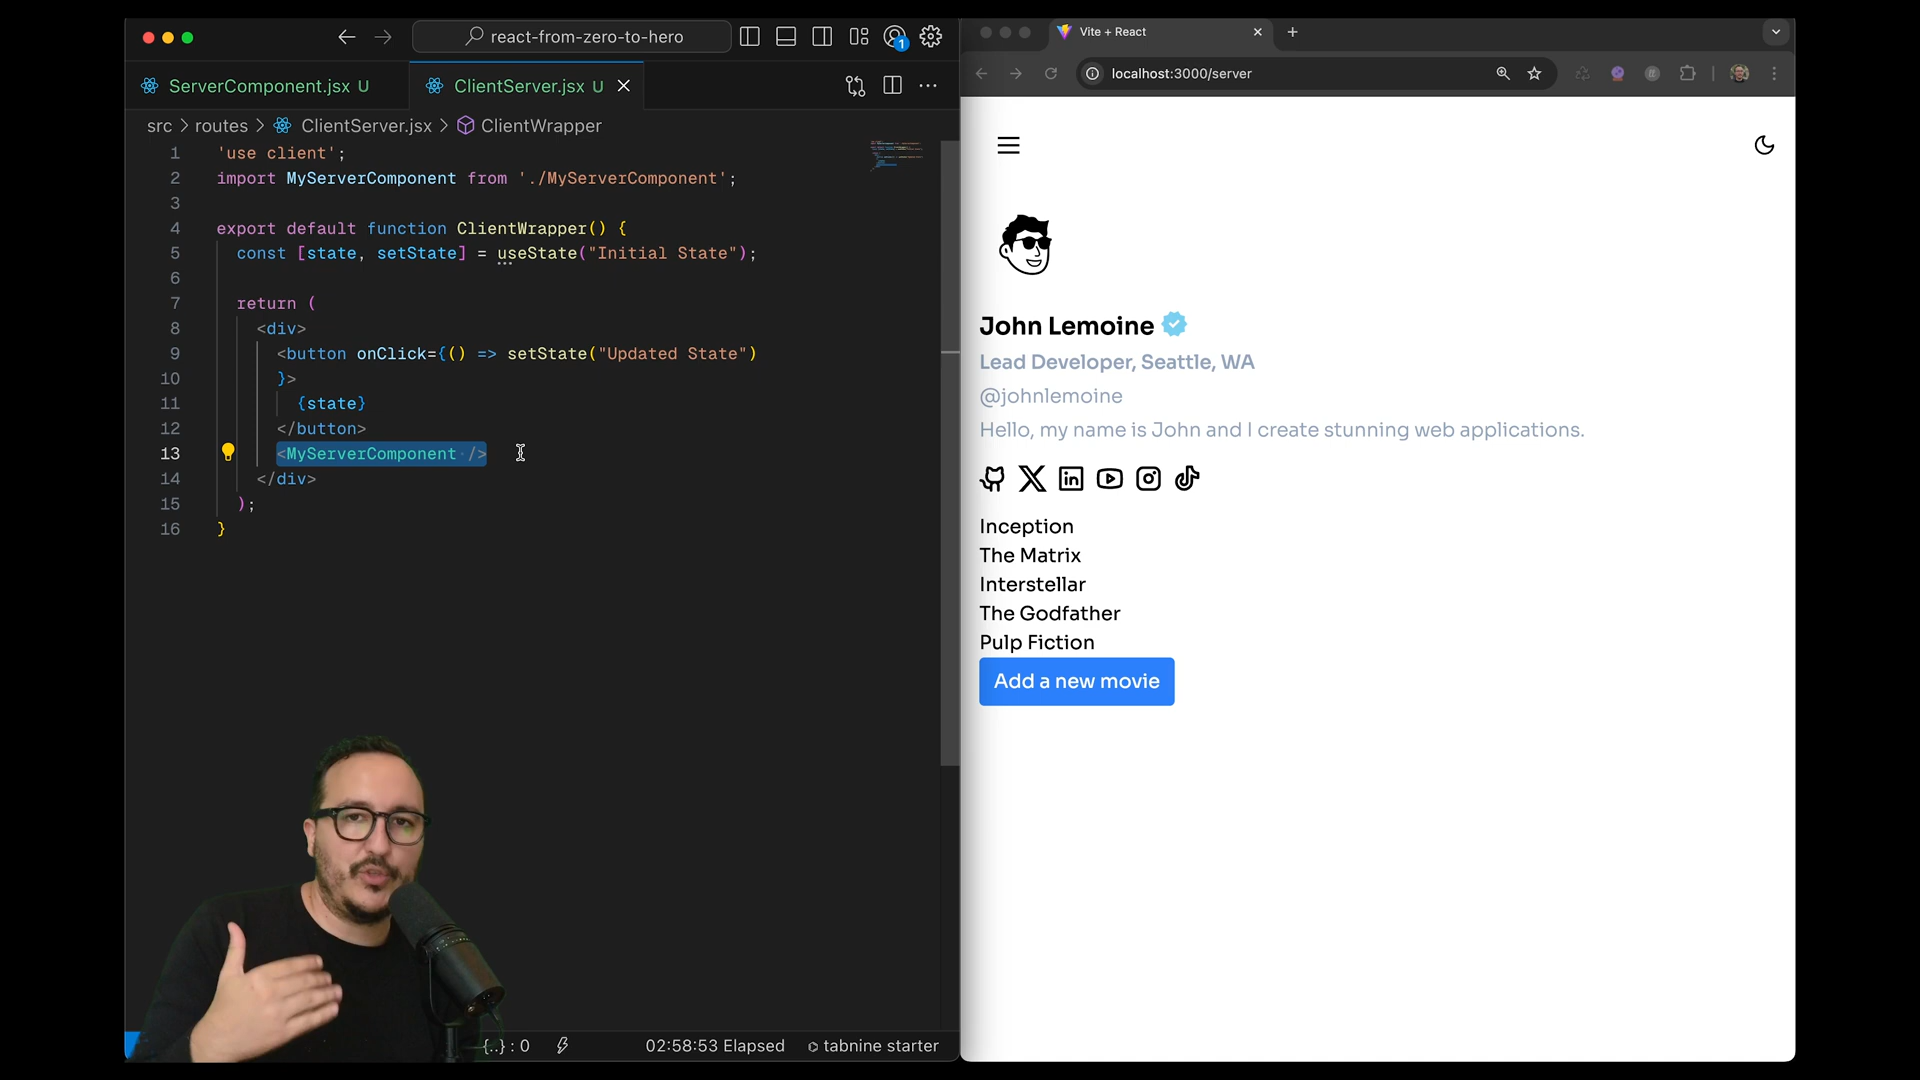 react-from-zero-to-hero
1
ServerComponent.jsx U
ClientServer.jsx U
src > routes > ClientServer.jsx > ClientWrapper
1 'use client';
2 import MyServerComponent from './MyServerComponent';
3
4 export default function ClientWrapper() {
5 const [state, setState] = useState("Initial State");
6
7 return (
8 <div>
9 <button onClick={() => setState("Updated State")
10 }>
11 {state}
12 </button>
13 <MyServerComponent />
14 </div>
15 );
16 }
{..} : 0
02:58:53 Elapsed
tabnine starter
Vite + React
localhost:3000/server
John Lemoine
Lead Developer, Seattle, WA
@johnlemoine
Hello, my name is John and I create stunning web applications.
in
Inception
The Matrix
Interstellar
The Godfather
Pulp Fiction
Add a new movie